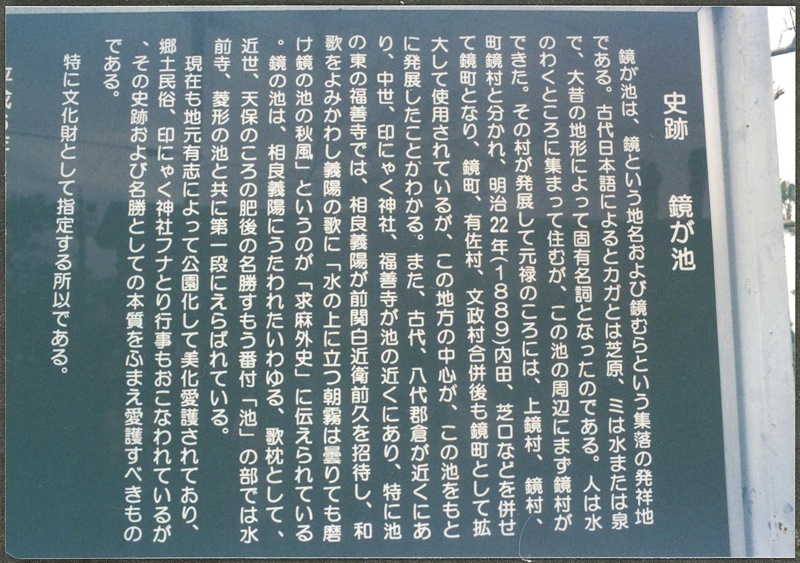 史跡　鏡が池
鏡が池は、鏡という地名および鏡むらという集落の発祥地
である。古代日本語によるとカガとは芝原、ミは水または泉
で、大昔の地形によって固有名詞となったのである。人は水
のわくところに集まって住むが、この池の周辺にまず鏡村が
できた。その村が発展して元禄のころには、上鏡村、鏡村、
町鏡村と分かれ、明治22年(1889)内田、芝口などを併せ
て鏡町となり、鏡町、有佐村、文政村合併後も鏡町として拡
大して使用されているが、この地方の中心が、この池をもと
に発展したことがわかる。また、古代、八代郡倉が近くにあ
り、中世、印にゃく神社、福善寺が池の近くにあり、特に池
の東の福善寺では、相良義陽が前関白近衛前久を招待し、和
歌をよみかわし義陽の歌に「水の上に立つ朝霧は曇りても磨
け鏡の池の秋風」というのが「求麻外史」に伝えられている
。鏡の池は、相良義陽にうたわれたいわゆる、歌枕として、
近世、天保のころの肥後の名勝すもう番付「池」の部では水
前寺、菱形の池と共に第一段にえらばれている。
現在も地元有志によって公園化して美化愛護されており、
郷土民俗、印にゃく神社フナとり行事もおこなわれているが
、その史跡および名勝としての本質をふまえ愛護すべきもの
である。
特に文化財として指定する所以である。